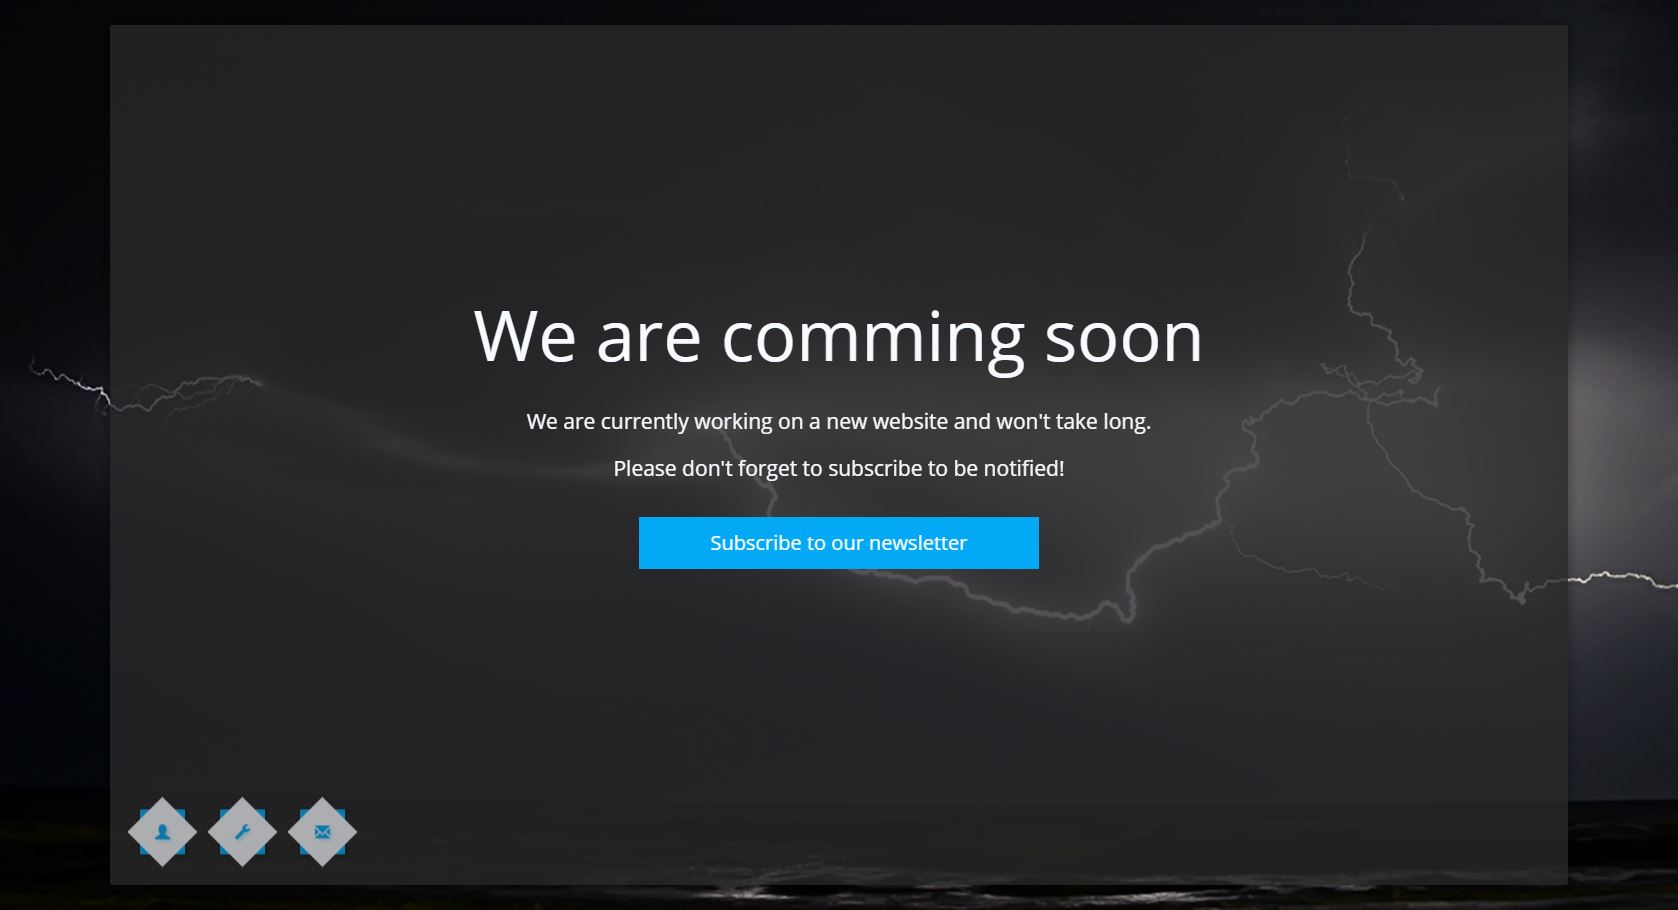 We are comming soon
We are currently working on a new website and won't take long.
Please don't forget to subscribe to be notified!
Subscribe to our newsletter